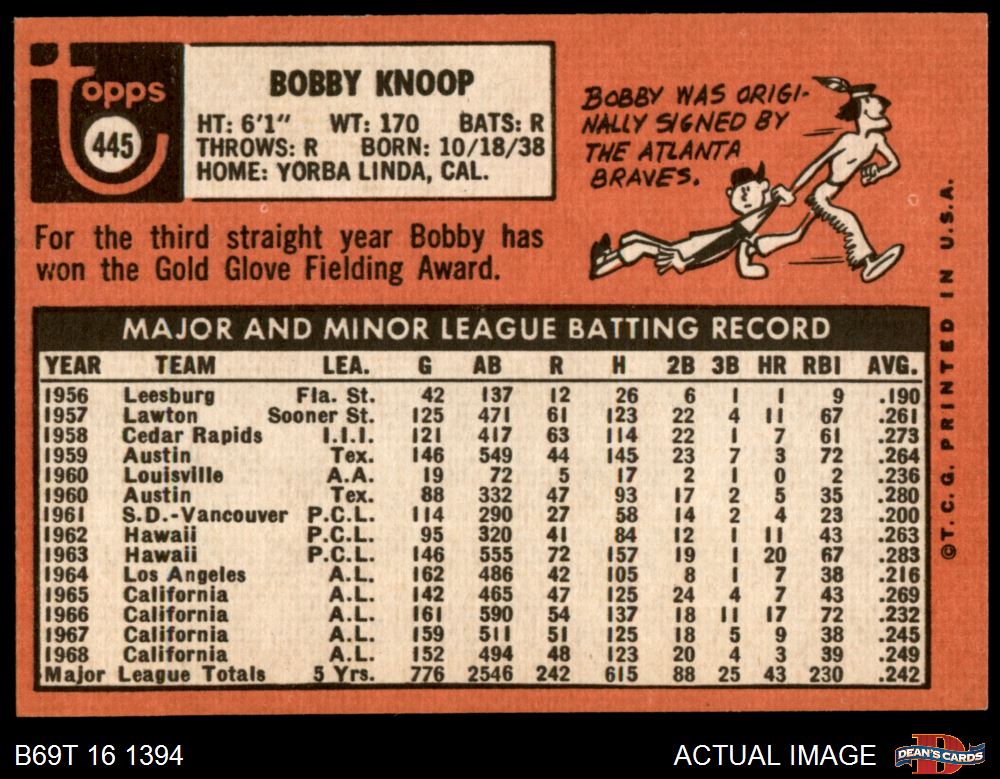 topps
445
BOBBY KNOOP
HT: 6'1" WT: 170 BATS: R
THROWS: R BORN: 10/18/38
HOME: YORBA LINDA, CAL.
BOBBY WAS ORIGI-
NALLY SIGNED BY
THE ATLANTA
BRAVES.
For the third straight year Bobby has
won the Gold Glove Fielding Award.
MAJOR AND MINOR LEAGUE BATTING RECORD
YEAR TEAM LEA. G AB R H 2B 3B HR RBI AVG.
1956 Leesburg Fla. St. 42 137 12 26 6 1 1 9 .190
1957 Lawton Sooner St. 125 471 61 123 22 4 11 67 .261
1958 Cedar Rapids I.I.I. 121 417 63 114 22 1 7 61 .273
1959 Austin Tex. 146 549 44 145 23 7 3 72 .264
1960 Louisville A.A. 19 72 5 17 2 1 0 2 .236
1960 Austin Tex. 88 332 47 93 17 2 5 35 .280
1961 S.D.-Vancouver P.C.L. 114 290 27 58 14 2 4 23 .200
1962 Hawaii P.C.L. 95 320 41 84 12 1 11 43 .263
1963 Hawaii P.C.L. 146 555 72 157 19 1 20 67 .283
1964 Los Angeles A.L. 162 486 42 105 8 1 7 38 .216
1965 California A.L. 142 465 47 125 24 4 7 43 .269
1966 California A.L. 161 590 54 137 18 11 17 72 .232
1967 California A.L. 159 511 51 125 18 5 9 38 .245
1968 California A.L. 152 494 48 123 20 4 3 39 .249
Major League Totals 5 Yrs. 776 2546 242 615 88 25 43 230 .242
©T.C.G. PRINTED IN U.S.A.
B69T 16 1394
ACTUAL IMAGE
DEAN'S CARDS